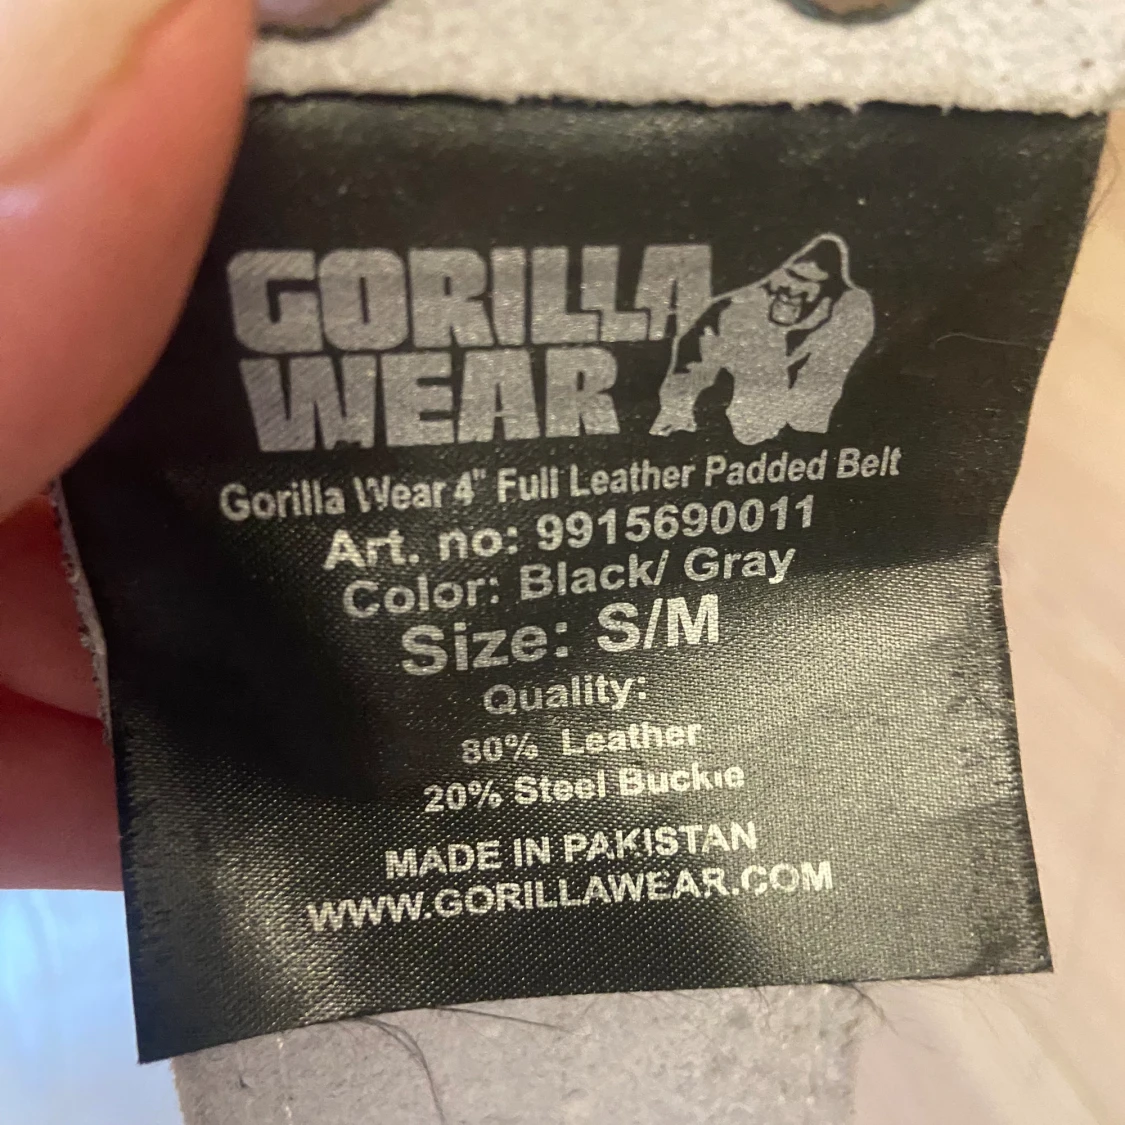 GORILLA
WEAR
Gorilla Wear 4" Full Leather Padded Belt
Art. no: 9915690011
Color: Black/ Gray
Size: S/M
Quality:
80% Leather
20% Steel Buckle
MADE IN PAKISTAN
WWW.GORILLAWEAR.COM